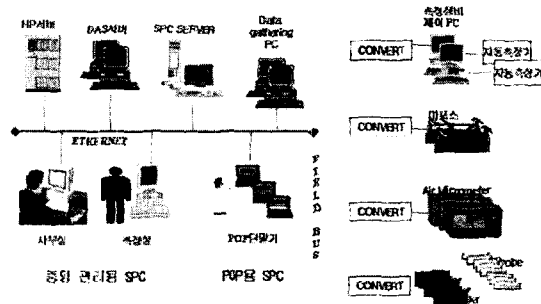 HP서버
DAS서버
SPC SERVER
Data
gathering
PC
ETHERNET
FIELD BUS
사무실
측정실
POP단말기
중앙 관리용 SPC
POP용 SPC
측정설비
제어 PC
CONVERT
자동측정기
자동측정기
CONVERT
CONVERT
Air Micrometer
CONVERT
Probe